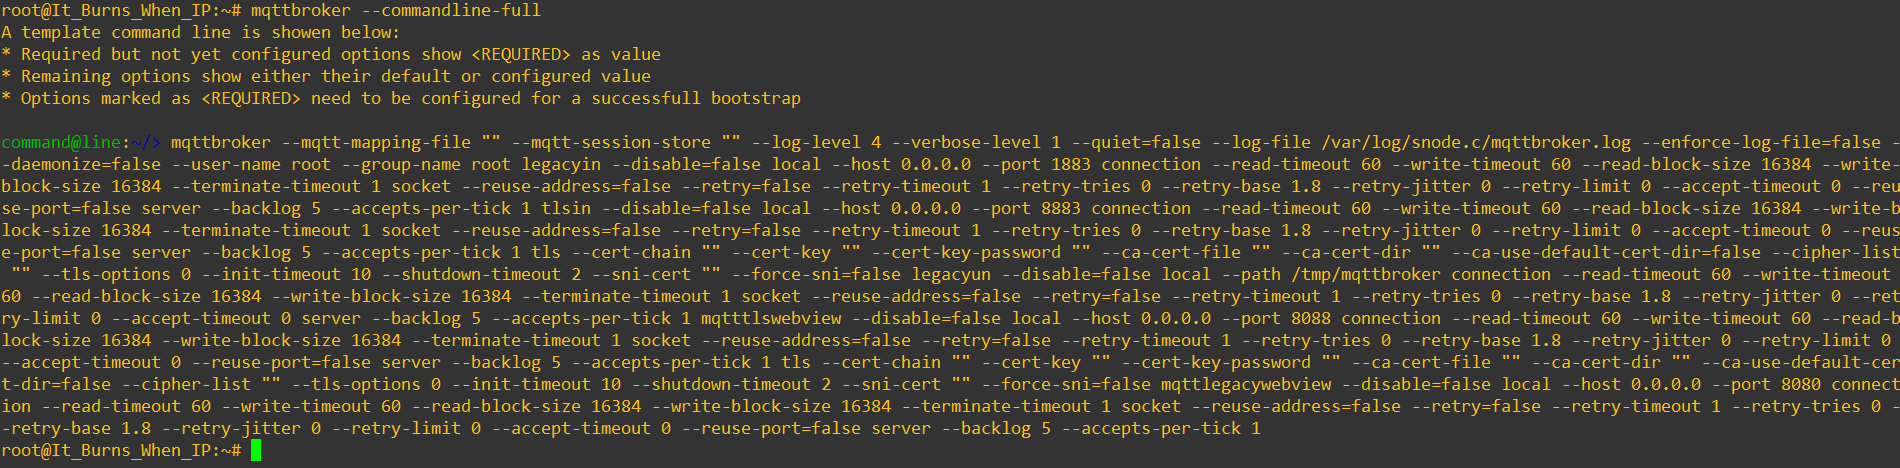 root@It_Burns_When_IP:~# mqttbroker --commandline-full
A template command line is showen below:
* Required but not yet configured options show <REQUIRED> as value
* Remaining options show either their default or configured value
* Options marked as <REQUIRED> need to be configured for a successfull bootstrap
command@line:~/> mqttbroker --mqtt-mapping-file "" --mqtt-session-store "" --log-level 4 --verbose-level 1 --quiet=false --log-file /var/log/snode.c/mqttbroker.log --enforce-log-file=false -
-daemonize=false --user-name root --group-name root legacyin --disable=false local --host 0.0.0.0 --port 1883 connection --read-timeout 60 --write-timeout 60 --read-block-size 16384 --write-
block-size 16384 --terminate-timeout 1 socket --reuse-address=false --retry=false --retry-timeout 1 --retry-tries 0 --retry-base 1.8 --retry-jitter 0 --retry-limit 0 --accept-timeout 0 --reu
se-port=false server --backlog 5 --accepts-per-tick 1 tlsin --disable=false local --host 0.0.0.0 --port 8883 connection --read-timeout 60 --write-timeout 60 --read-block-size 16384 --write-b
lock-size 16384 --terminate-timeout 1 socket --reuse-address=false --retry=false --retry-timeout 1 --retry-tries 0 --retry-base 1.8 --retry-jitter 0 --retry-limit 0 --accept-timeout 0 --reus
e-port=false server --backlog 5 --accepts-per-tick 1 tls --cert-chain "" --cert-key "" --cert-key-password "" --ca-cert-file "" --ca-cert-dir "" --ca-use-default-cert-dir=false --cipher-list
 "" --tls-options 0 --init-timeout 10 --shutdown-timeout 2 --sni-cert "" --force-sni=false legacyun --disable=false local --path /tmp/mqttbroker connection --read-timeout 60 --write-timeout
60 --read-block-size 16384 --write-block-size 16384 --terminate-timeout 1 socket --reuse-address=false --retry=false --retry-timeout 1 --retry-tries 0 --retry-base 1.8 --retry-jitter 0 --ret
ry-limit 0 --accept-timeout 0 server --backlog 5 --accepts-per-tick 1 mqtttlswebview --disable=false local --host 0.0.0.0 --port 8088 connection --read-timeout 60 --write-timeout 60 --read-b
lock-size 16384 --write-block-size 16384 --terminate-timeout 1 socket --reuse-address=false --retry=false --retry-timeout 1 --retry-tries 0 --retry-base 1.8 --retry-jitter 0 --retry-limit 0
--accept-timeout 0 --reuse-port=false server --backlog 5 --accepts-per-tick 1 tls --cert-chain "" --cert-key "" --cert-key-password "" --ca-cert-file "" --ca-cert-dir "" --ca-use-default-cer
t-dir=false --cipher-list "" --tls-options 0 --init-timeout 10 --shutdown-timeout 2 --sni-cert "" --force-sni=false mqttlegacywebview --disable=false local --host 0.0.0.0 --port 8080 connect
ion --read-timeout 60 --write-timeout 60 --read-block-size 16384 --write-block-size 16384 --terminate-timeout 1 socket --reuse-address=false --retry=false --retry-timeout 1 --retry-tries 0 -
-retry-base 1.8 --retry-jitter 0 --retry-limit 0 --accept-timeout 0 --reuse-port=false server --backlog 5 --accepts-per-tick 1
root@It_Burns_When_IP:~#